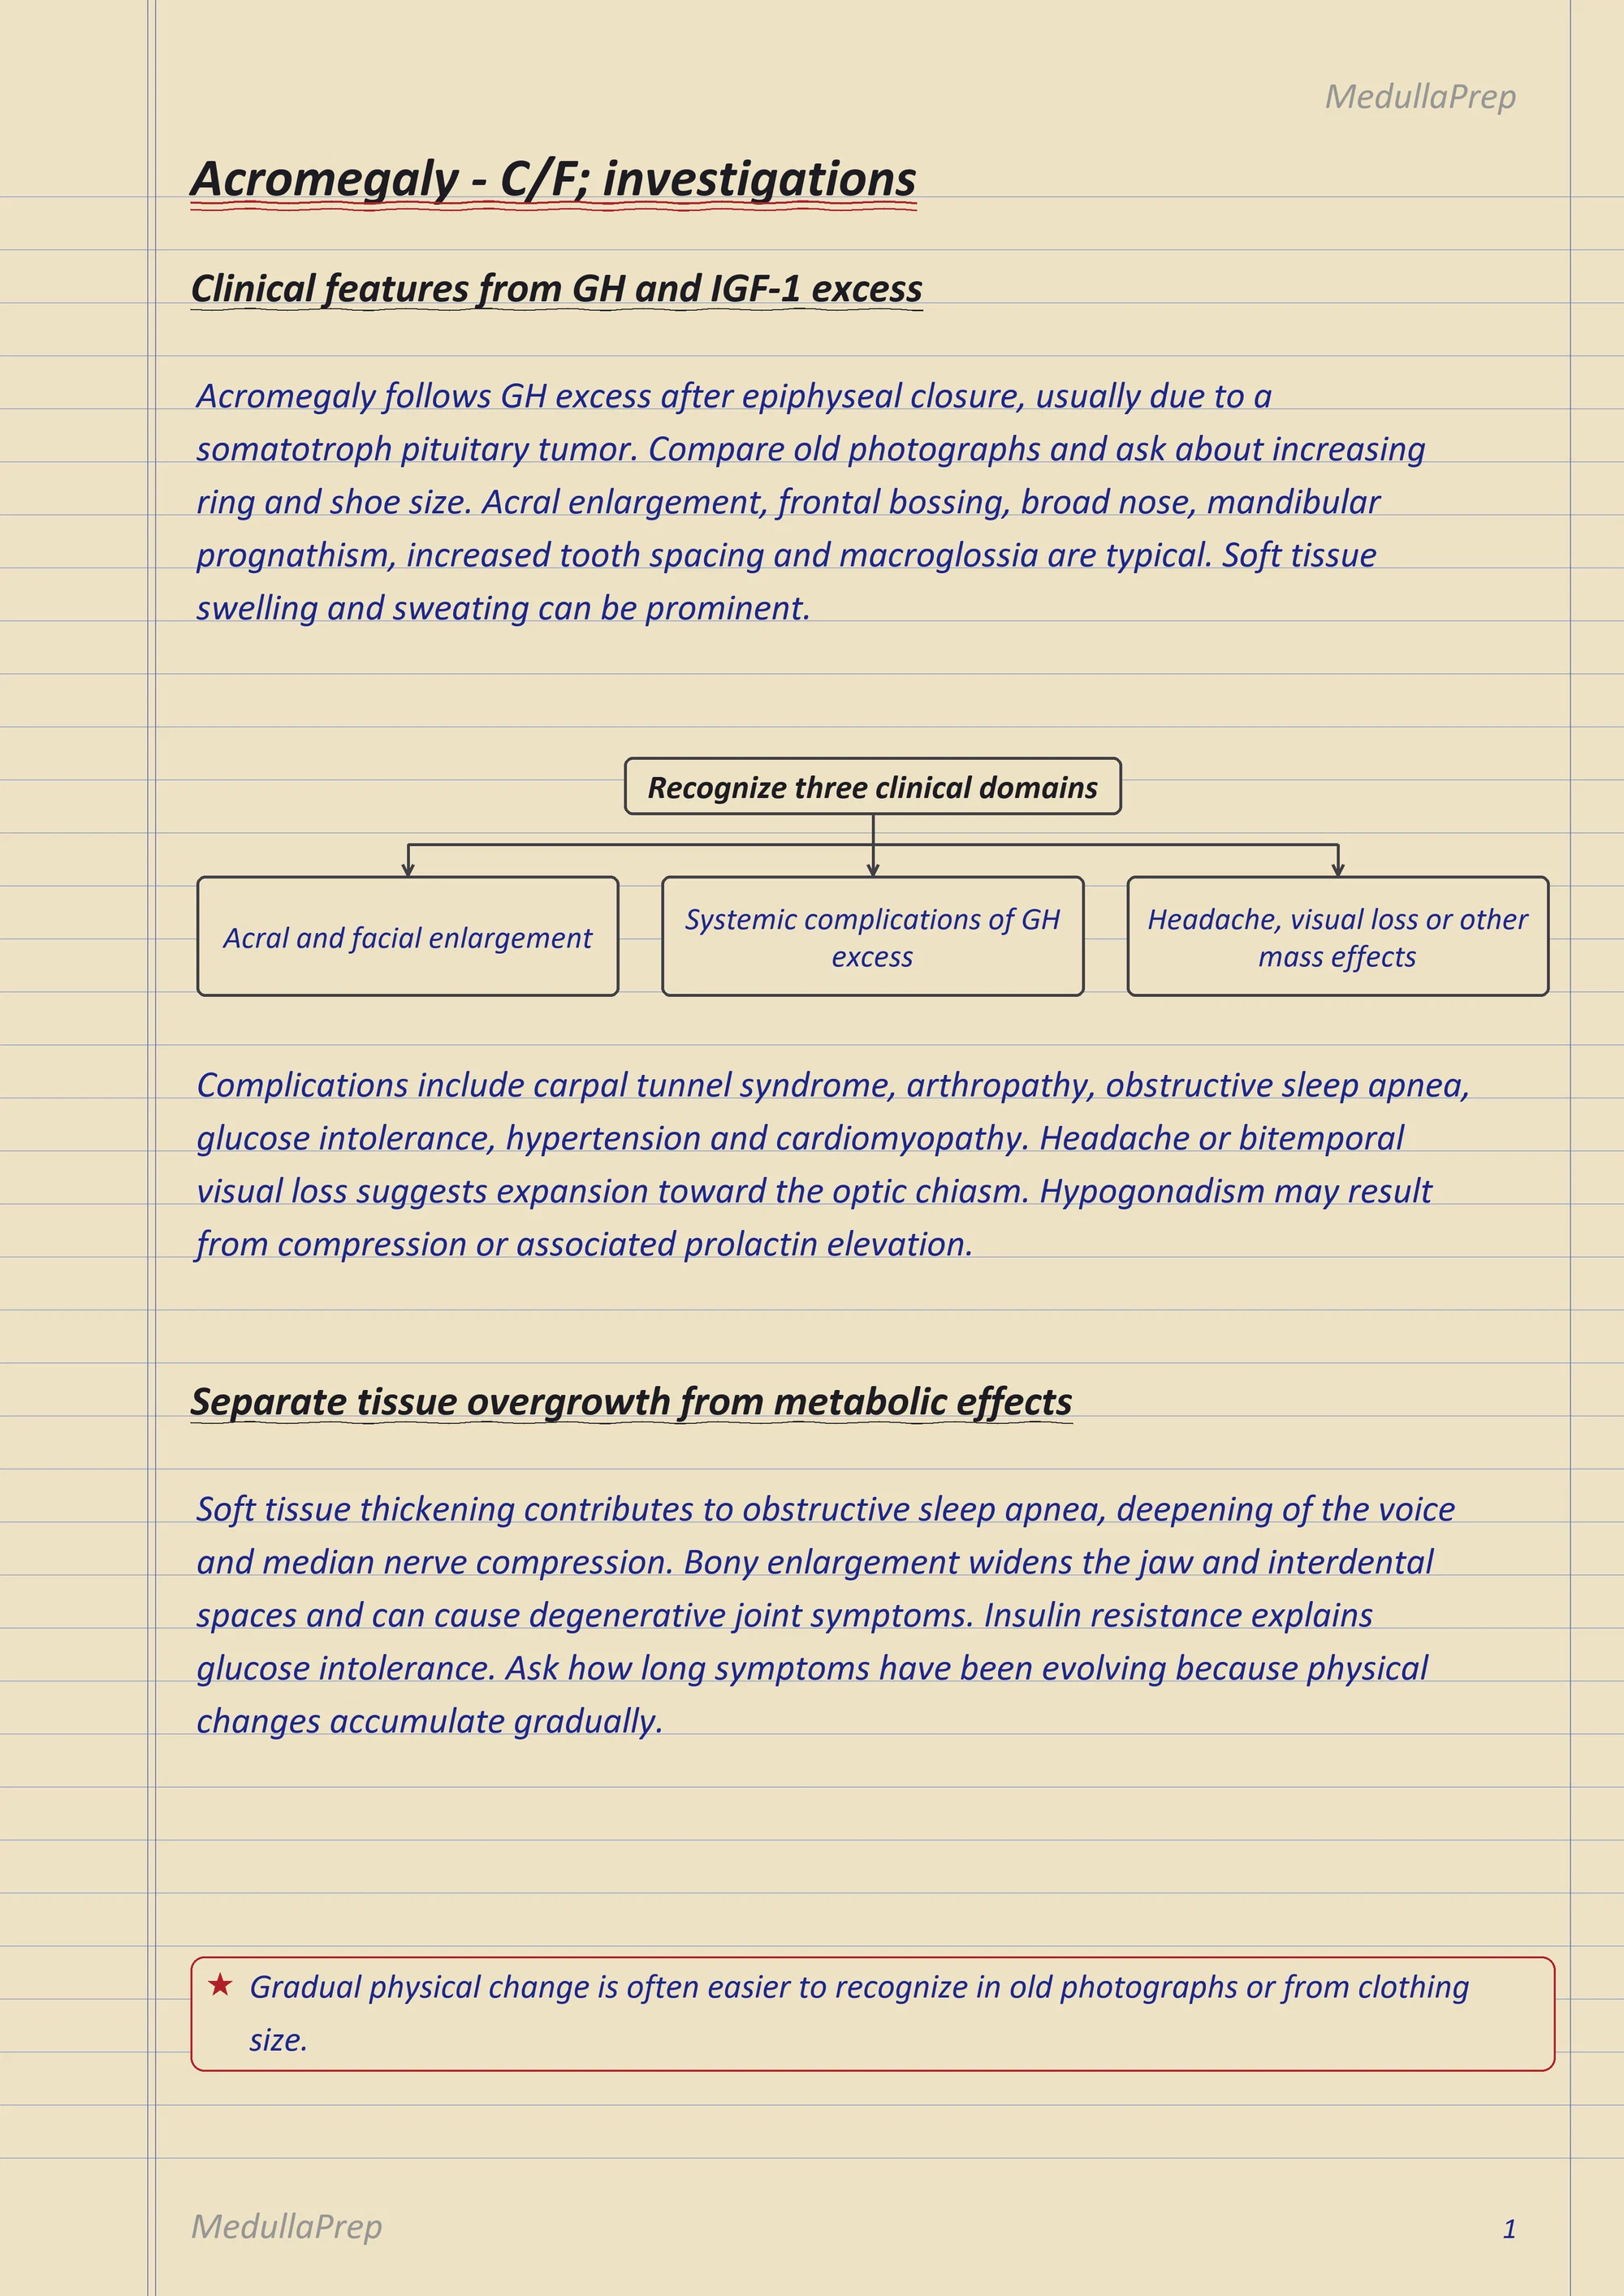 MedullaPrep
Acromegaly - C/F; investigations
Clinical features from GH and IGF-1 excess
Acromegaly follows GH excess after epiphyseal closure, usually due to a
somatotroph pituitary tumor. Compare old photographs and ask about increasing
ring and shoe size. Acral enlargement, frontal bossing, broad nose, mandibular
prognathism, increased tooth spacing and macroglossia are typical. Soft tissue
swelling and sweating can be prominent.
Recognize three clinical domains
Acral and facial enlargement
Systemic complications of GH
excess
Headache, visual loss or other
mass effects
Complications include carpal tunnel syndrome, arthropathy, obstructive sleep apnea,
glucose intolerance, hypertension and cardiomyopathy. Headache or bitemporal
visual loss suggests expansion toward the optic chiasm. Hypogonadism may result
from compression or associated prolactin elevation.
Separate tissue overgrowth from metabolic effects
Soft tissue thickening contributes to obstructive sleep apnea, deepening of the voice
and median nerve compression. Bony enlargement widens the jaw and interdental
spaces and can cause degenerative joint symptoms. Insulin resistance explains
glucose intolerance. Ask how long symptoms have been evolving because physical
changes accumulate gradually.
★ Gradual physical change is often easier to recognize in old photographs or from clothing
size.
MedullaPrep
1